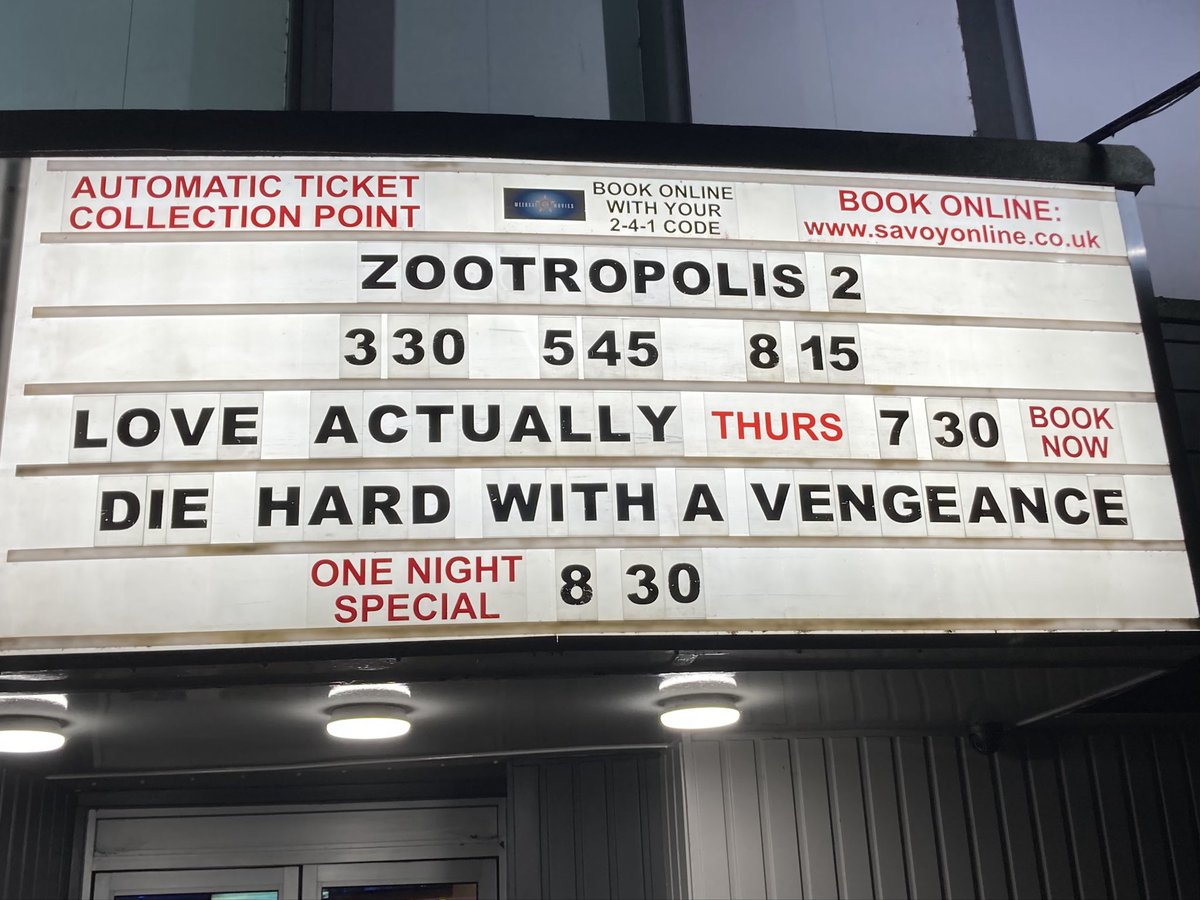 AUTOMATIC TICKET
COLLECTION POINT
MEERKAT MOVIES
BOOK ONLINE
WITH YOUR
2-4-1 CODE
BOOK ONLINE:
www.savoyonline.co.uk
ZOOTROPOLIS 2
3 30 5 45 8 15
LOVE ACTUALLY THURS 7 30 BOOK NOW
DIE HARD WITH A VENGEANCE
ONE NIGHT
SPECIAL 8 30